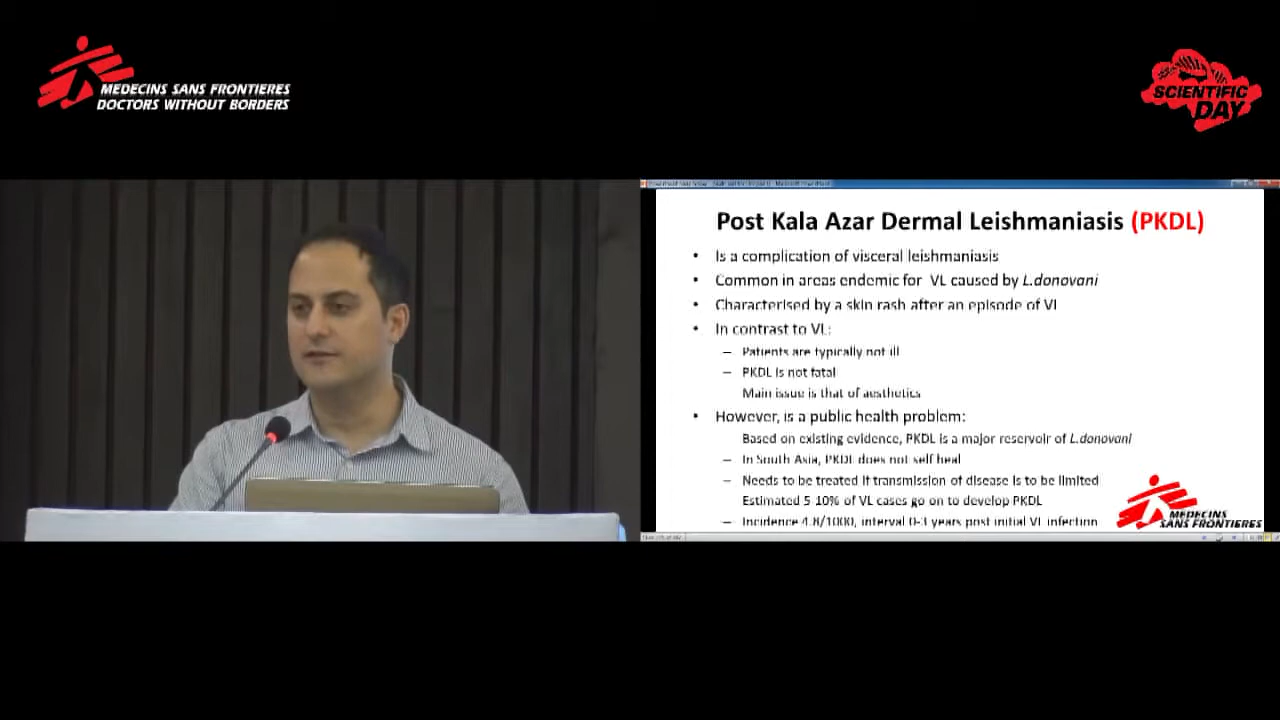 MEDECINS SANS FRONTIERES
DOCTORS WITHOUT BORDERS
SCIENTIFIC
DAY
Post Kala Azar Dermal Leishmaniasis (PKDL)
• Is a complication of visceral leishmaniasis
• Common in areas endemic for VL caused by L.donovani
• Characterised by a skin rash after an episode of VL
• In contrast to VL:
– Patients are typically not ill
– PKDL is not fatal
Main issue is that of aesthetics
• However, is a public health problem:
Based on existing evidence, PKDL is a major reservoir of L.donovani
– In South Asia, PKDL does not self heal
– Needs to be treated if transmission of disease is to be limited
Estimated 5-10% of VL cases go on to develop PKDL
– Incidence 4.8/1000, interval 0-3 years post initial VL infection
MEDECINS
SANS FRONTIERES